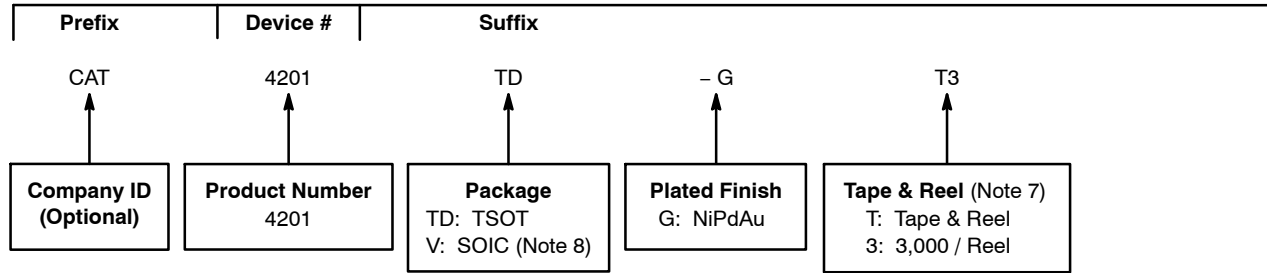 Prefix Device # Suffix
CAT 4201 TD – G T3
Company ID
(Optional)
Product Number
4201
Package
TD: TSOT
V: SOIC (Note 8)
Plated Finish
G: NiPdAu
Tape & Reel (Note 7)
T: Tape & Reel
3: 3,000 / Reel